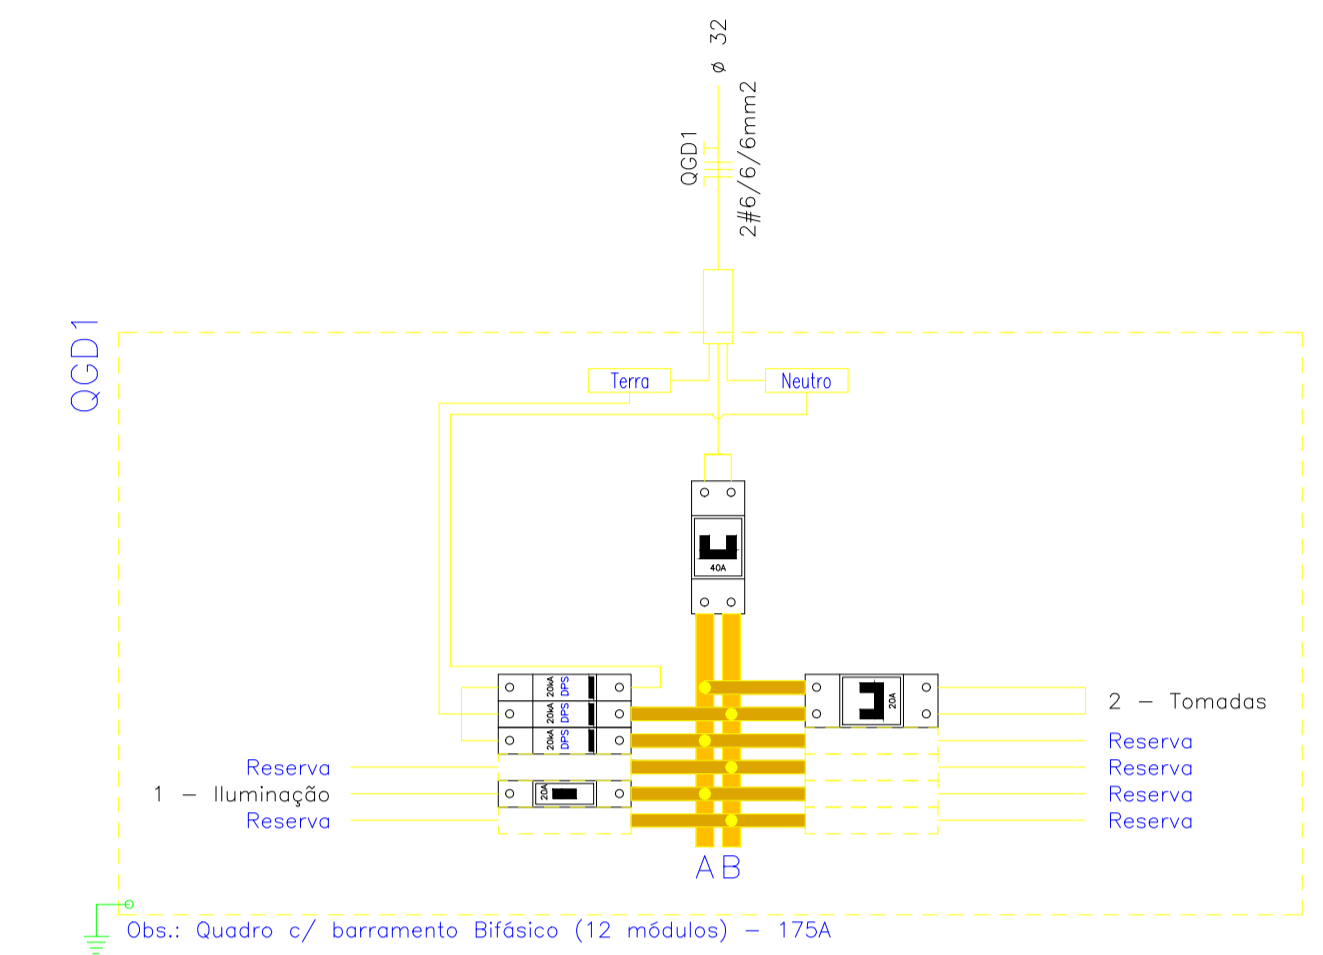 ø 32
QGD1
2#6/6/6mm2
QGD1
Terra
Neutro
40A
20kA DPS
20kA DPS
20kA DPS
20A
2 - Tomadas
Reserva
Reserva
Reserva
Reserva
Reserva
1 - Iluminação
20A
Reserva
A B
Obs.: Quadro c/ barramento Bifásico (12 módulos) - 175A